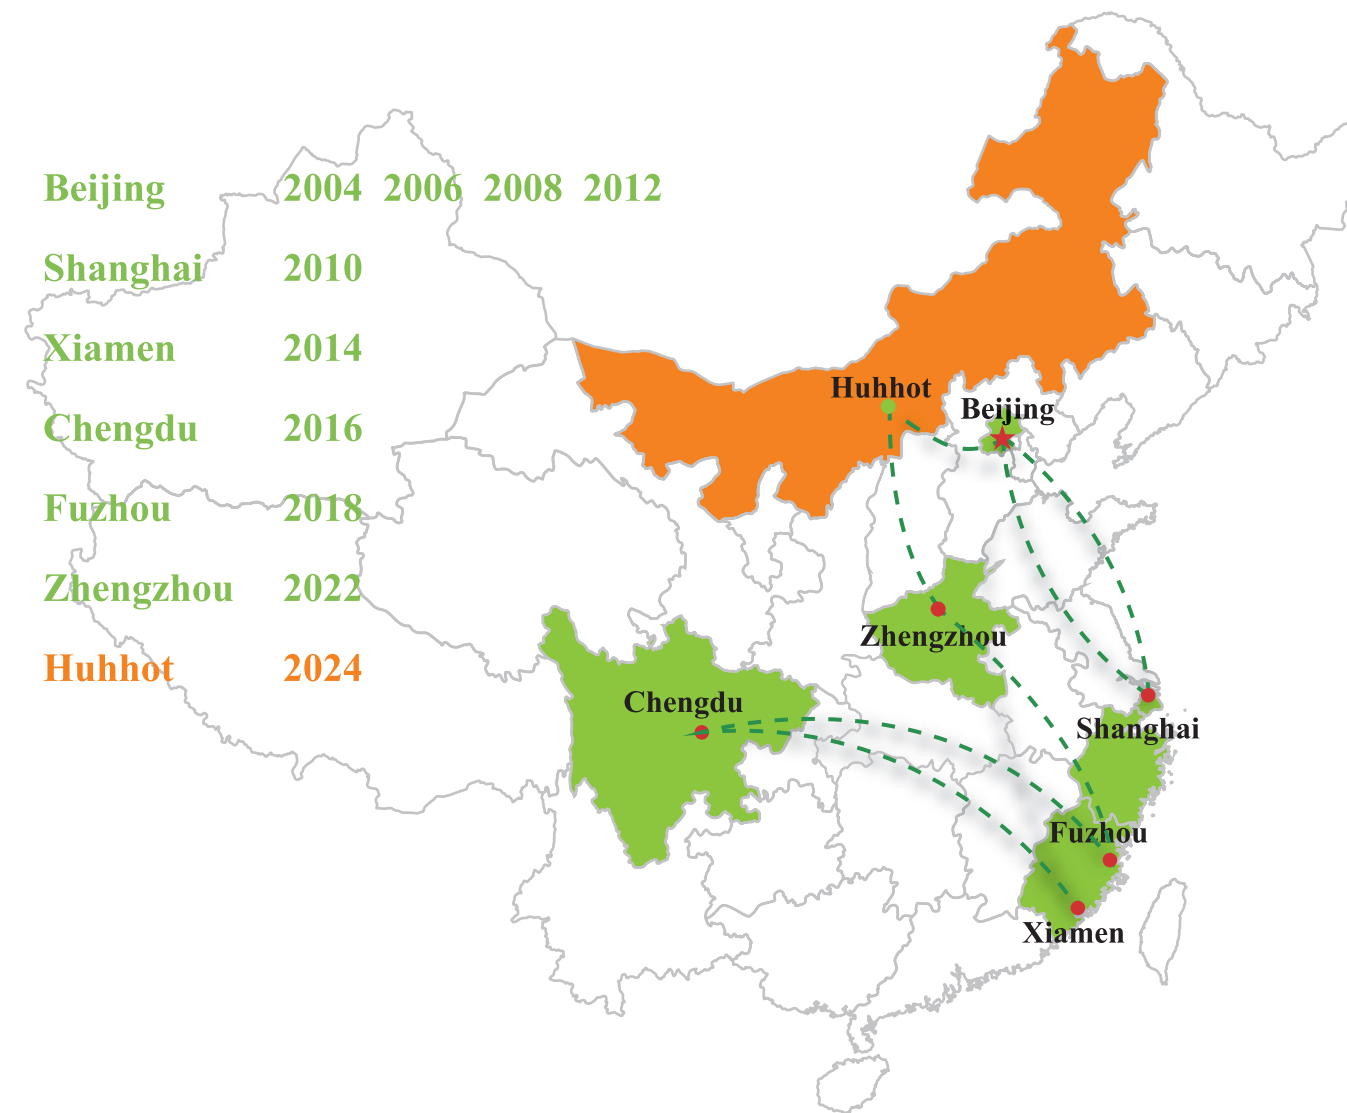 Beijing 2004 2006 2008 2012
Shanghai 2010
Xiamen 2014
Chengdu 2016
Fuzhou 2018
Zhengzhou 2022
Huhhot 2024
Huhhot
Beijing
Zhengzhou
Chengdu
Shanghai
Fuzhou
Xiamen